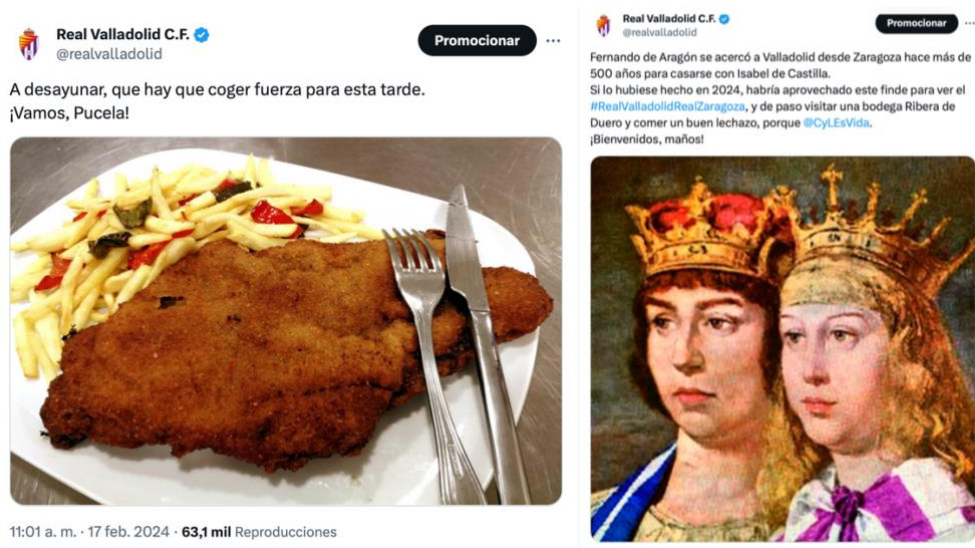 Real Valladolid C.F.
@realvalladolid
Promocionar
A desayunar, que hay que coger fuerza para esta tarde.
¡Vamos, Pucela!
11:01 a. m. · 17 feb. 2024 · 63,1 mil Reproducciones
Real Valladolid C.F.
@realvalladolid
Promocionar
Fernando de Aragón se acercó a Valladolid desde Zaragoza hace más de
500 años para casarse con Isabel de Castilla.
Si lo hubiese hecho en 2024, habría aprovechado este finde para ver el
#RealValladolidRealZaragoza, y de paso visitar una bodega Ribera de
Duero y comer un buen lechazo, porque @CyLEsVida.
¡Bienvenidos, maños!